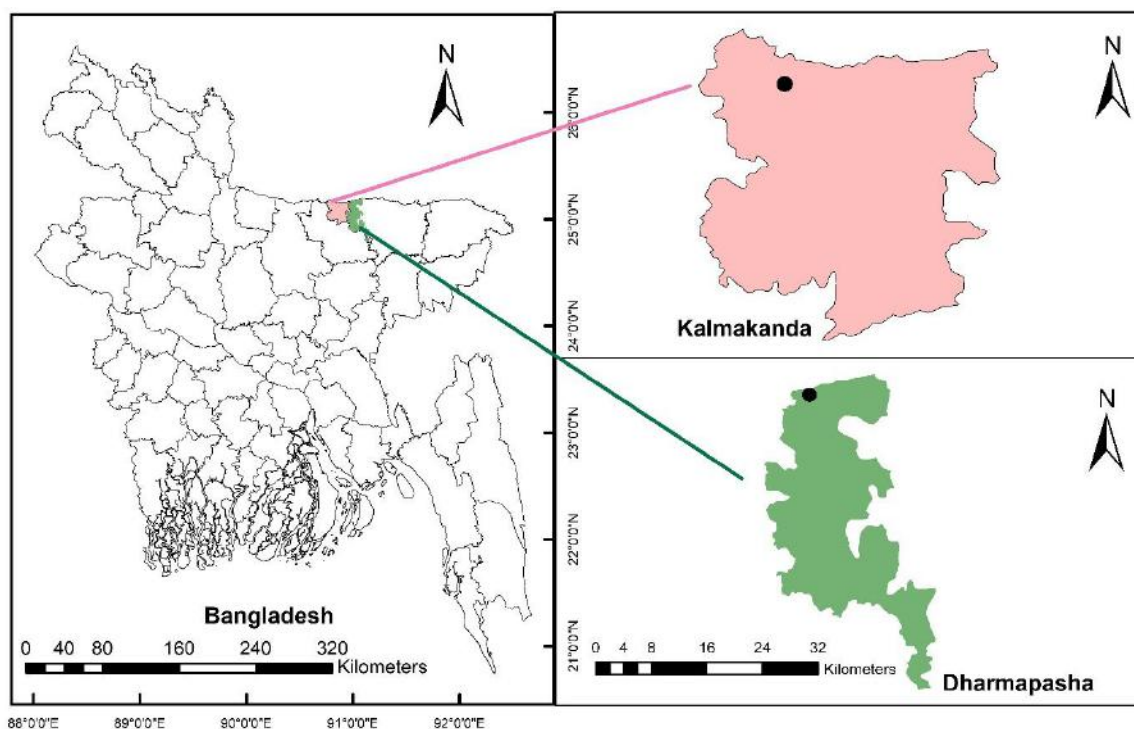 N
Bangladesh
0 40 80 160 240 320
Kilometers
88°0'0"E 89°0'0"E 90°0'0"E 91°0'0"E 92°0'0"E
26°0'0"N
25°0'0"N
24°0'0"N
23°0'0"N
22°0'0"N
21°0'0"N
N
Kalmakanda
N
0 4 8 16 24 32
Kilometers
Dharmapasha